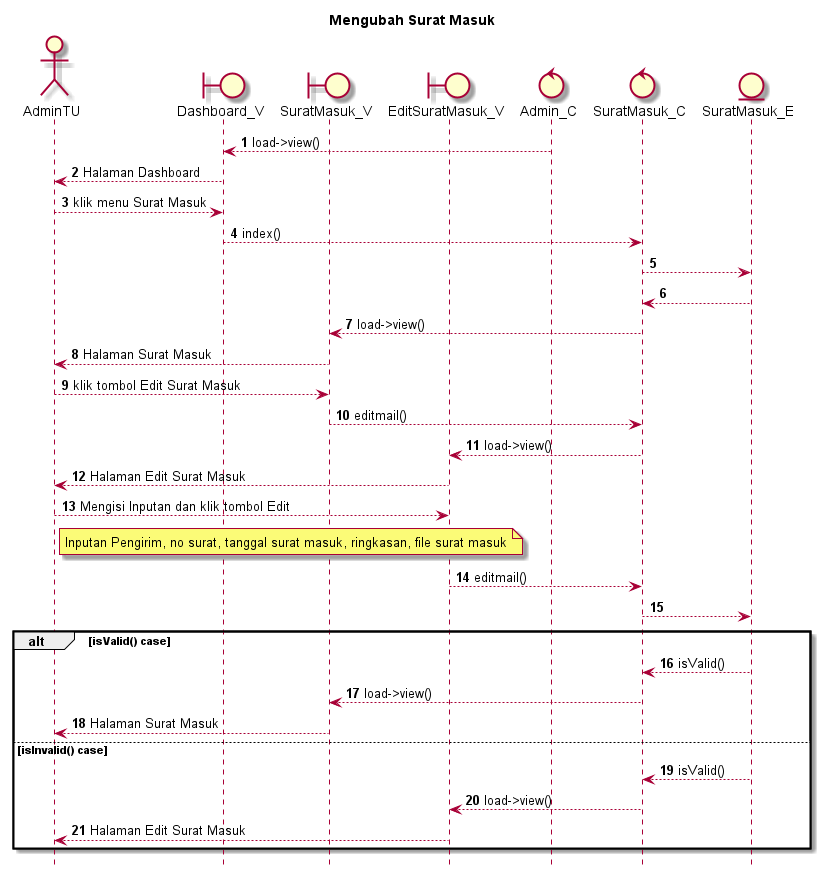 Mengubah Surat Masuk
AdminTU
Dashboard_V
SuratMasuk_V
EditSuratMasuk_V
Admin_C
SuratMasuk_C
SuratMasuk_E
1 load->view()
2 Halaman Dashboard
3 klik menu Surat Masuk
4 index()
5
6
7 load->view()
8 Halaman Surat Masuk
9 klik tombol Edit Surat Masuk
10 editmail()
11 load->view()
12 Halaman Edit Surat Masuk
13 Mengisi Inputan dan klik tombol Edit
Inputan Pengirim, no surat, tanggal surat masuk, ringkasan, file surat masuk
14 editmail()
15
alt [isValid() case]
16 isValid()
17 load->view()
18 Halaman Surat Masuk
[isInvalid() case]
19 isValid()
20 load->view()
21 Halaman Edit Surat Masuk